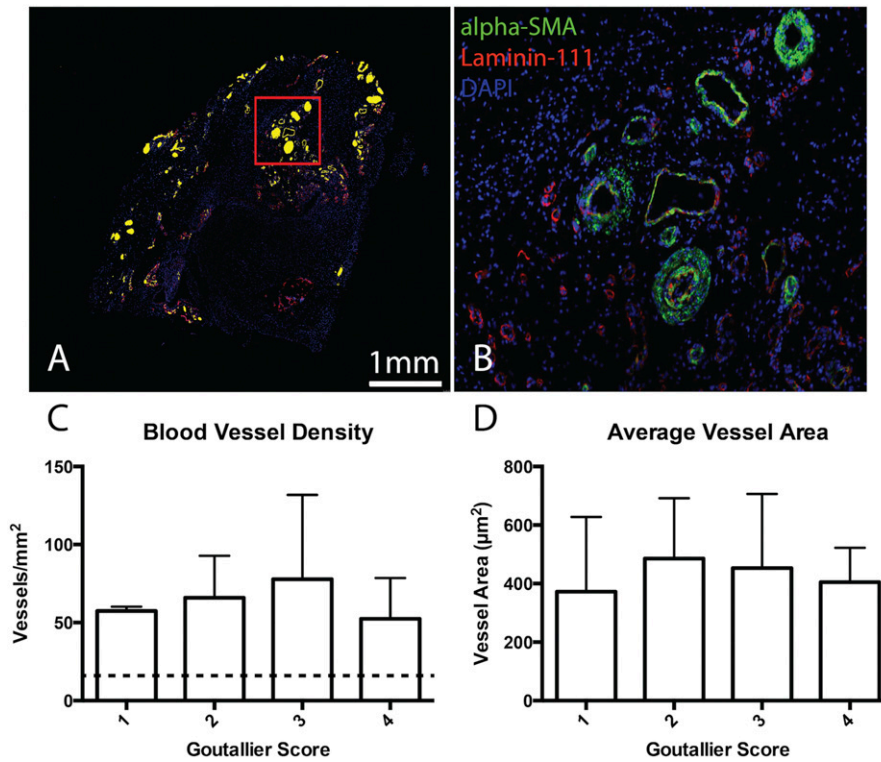 alpha-SMA
Laminin-111
DAPI
A
1mm
B
C
Blood Vessel Density
150
100
50
0
Vessels/mm²
1
2
3
4
Goutallier Score
D
Average Vessel Area
800
600
400
200
0
Vessel Area (µm²)
1
2
3
4
Goutallier Score